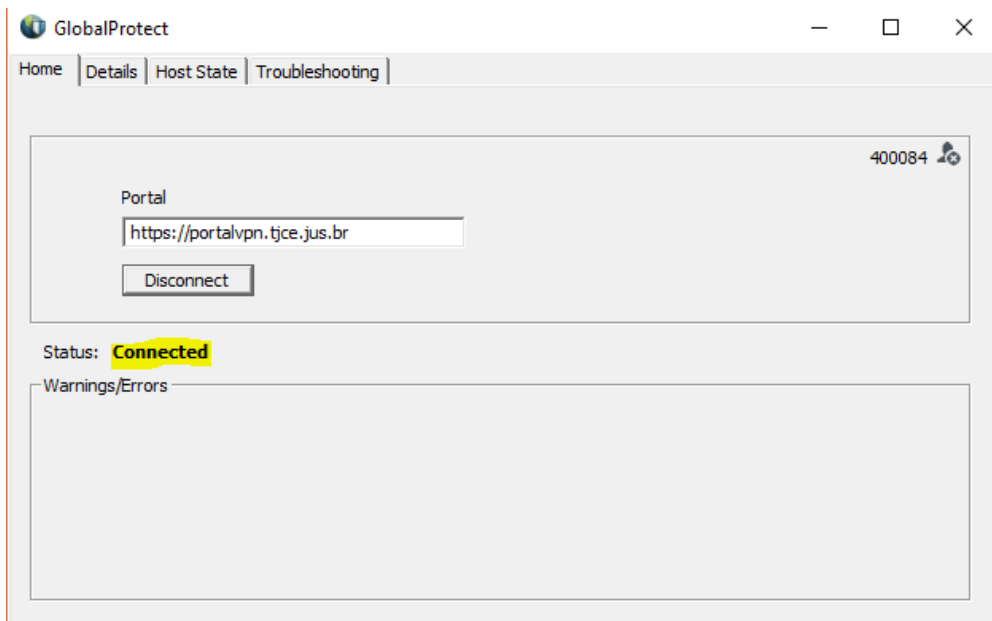 GlobalProtect
Home Details Host State Troubleshooting
400084
Portal
https://portalvpn.tjce.jus.br
Disconnect
Status: Connected
Warnings/Errors